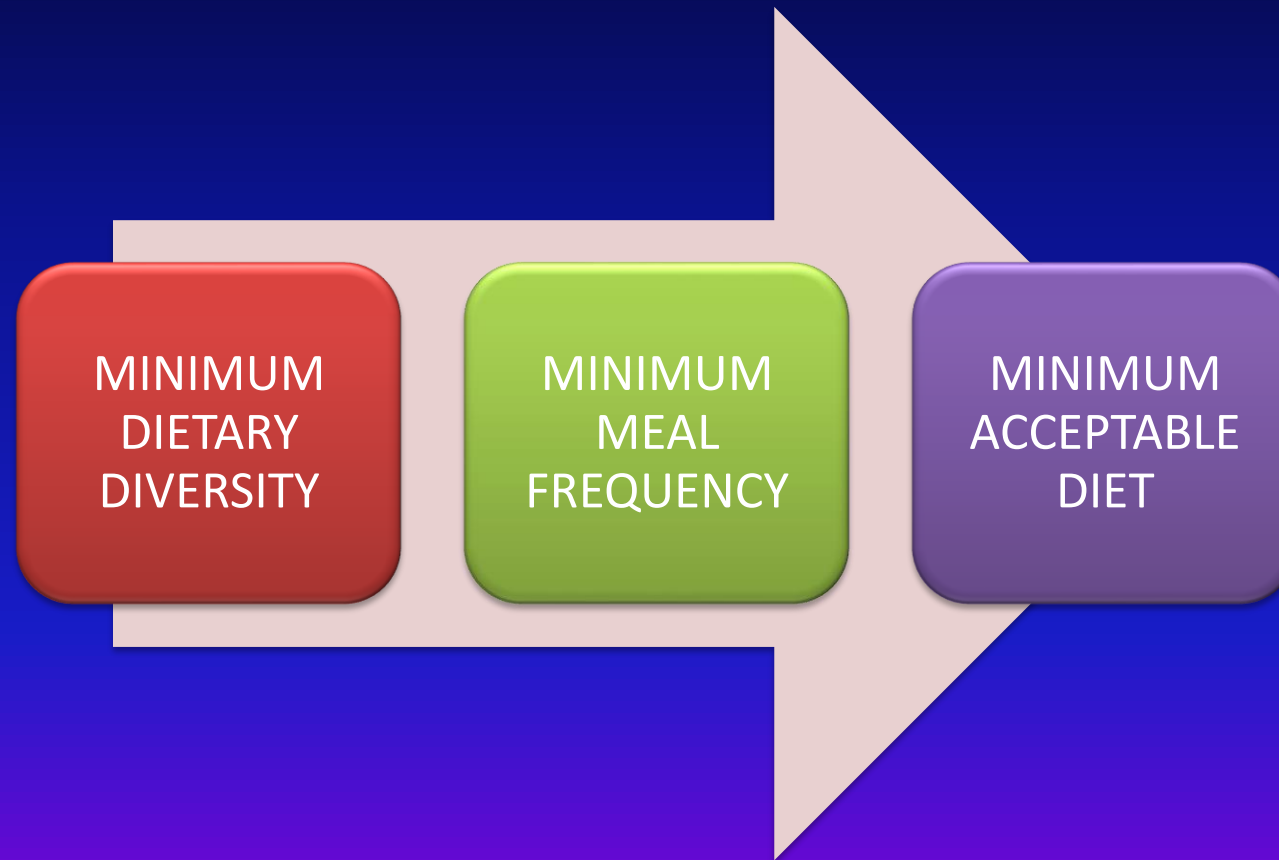 MINIMUM
DIETARY
DIVERSITY
MINIMUM
MEAL
FREQUENCY
MINIMUM
ACCEPTABLE
DIET